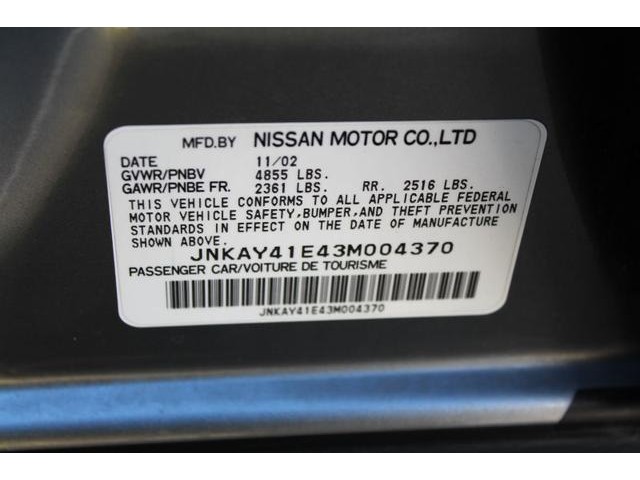 MFD.BY NISSAN MOTOR CO.,LTD
DATE 11/02
GVWR/PNBV 4855 LBS.
GAWR/PNBE FR. 2361 LBS. RR. 2516 LBS.
THIS VEHICLE CONFORMS TO ALL APPLICABLE FEDERAL
MOTOR VEHICLE SAFETY,BUMPER,AND THEFT PREVENTION
STANDARDS IN EFFECT ON THE DATE OF MANUFACTURE
SHOWN ABOVE.
JNKAY41E43M004370
PASSENGER CAR/VOITURE DE TOURISME
JNKAY41E43M004370